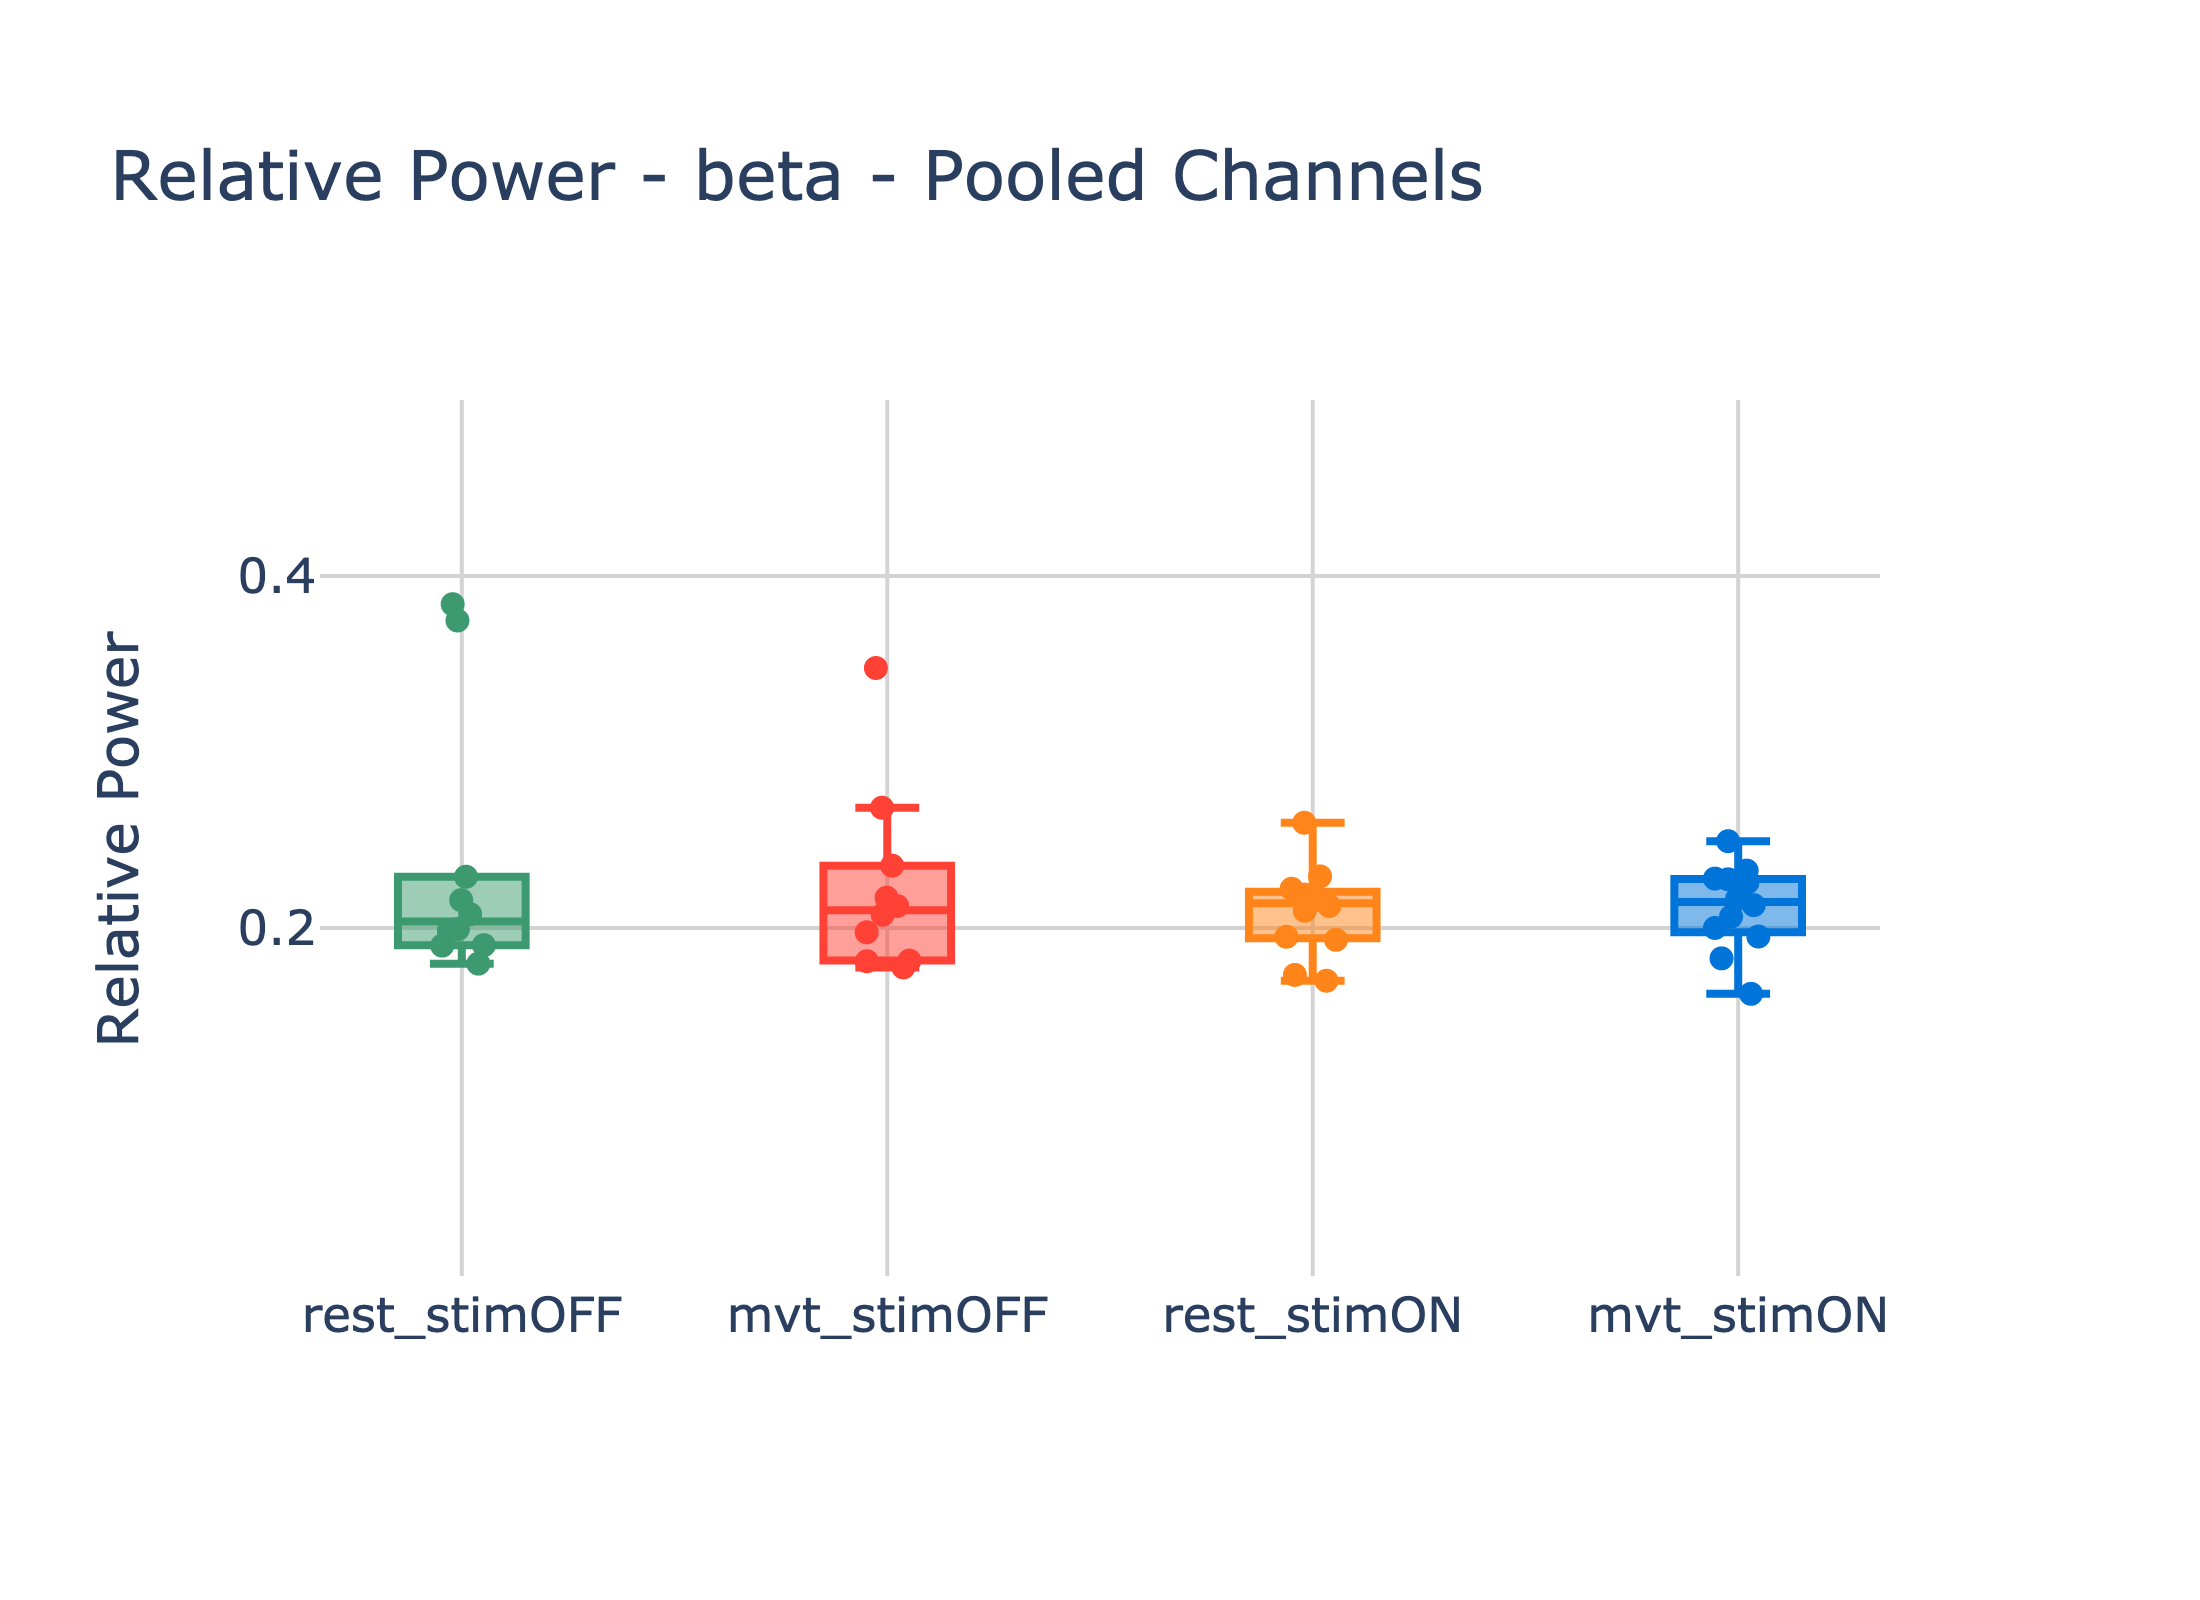 Relative Power - beta - Pooled Channels
Relative Power
0.4
0.2
rest_stimOFF
mvt_stimOFF
rest_stimON
mvt_stimON